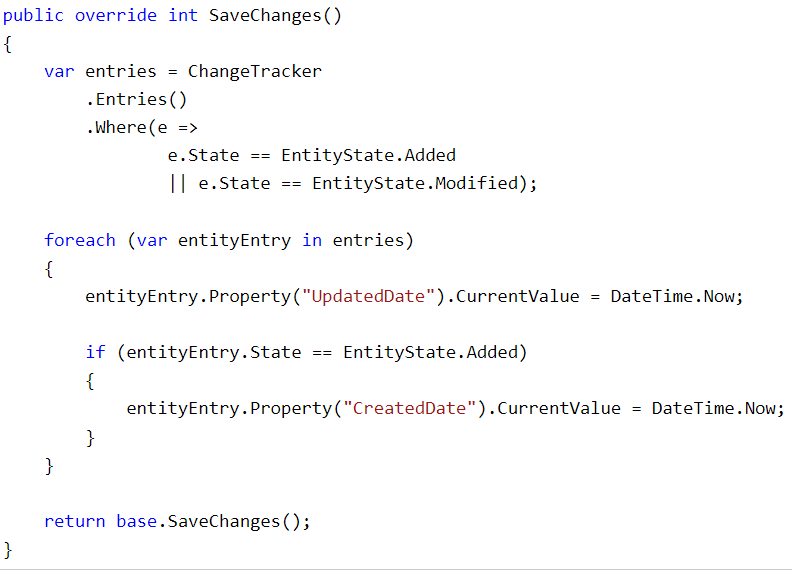 public override int SaveChanges()
{
    var entries = ChangeTracker
        .Entries()
        .Where(e =>
                e.State == EntityState.Added
                || e.State == EntityState.Modified);

    foreach (var entityEntry in entries)
    {
        entityEntry.Property("UpdatedDate").CurrentValue = DateTime.Now;

        if (entityEntry.State == EntityState.Added)
        {
            entityEntry.Property("CreatedDate").CurrentValue = DateTime.Now;
        }
    }

    return base.SaveChanges();
}